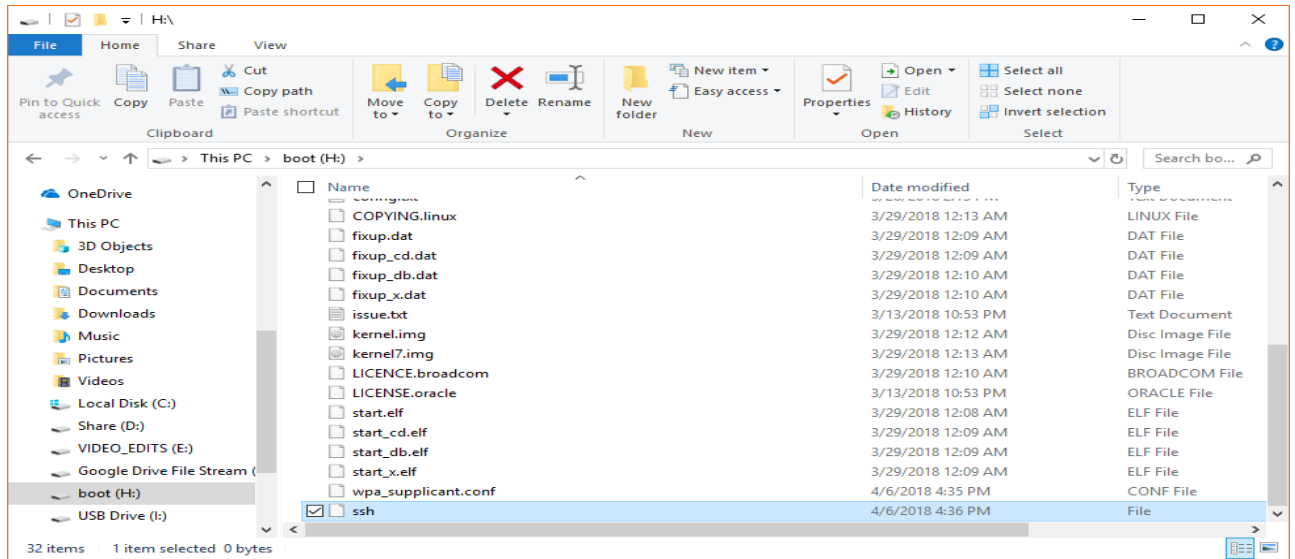 H:\
File Home Share View
Pin to Quick access
Copy
Paste
Cut
Copy path
Paste shortcut
Clipboard
Move to
Copy to
Delete
Rename
Organize
New folder
New item
Easy access
New
Properties
Open
Edit
History
Open
Select all
Select none
Invert selection
Select
This PC > boot (H:) >
Search bo...
OneDrive
This PC
3D Objects
Desktop
Documents
Downloads
Music
Pictures
Videos
Local Disk (C:)
Share (D:)
VIDEO_EDITS (E:)
Google Drive File Stream (
boot (H:)
USB Drive (I:)
Name Date modified Type
COPYING.linux 3/29/2018 12:13 AM LINUX File
fixup.dat 3/29/2018 12:09 AM DAT File
fixup_cd.dat 3/29/2018 12:09 AM DAT File
fixup_db.dat 3/29/2018 12:10 AM DAT File
fixup_x.dat 3/29/2018 12:10 AM DAT File
issue.txt 3/13/2018 10:53 PM Text Document
kernel.img 3/29/2018 12:12 AM Disc Image File
kernel7.img 3/29/2018 12:13 AM Disc Image File
LICENCE.broadcom 3/29/2018 12:10 AM BROADCOM File
LICENSE.oracle 3/13/2018 10:53 PM ORACLE File
start.elf 3/29/2018 12:08 AM ELF File
start_cd.elf 3/29/2018 12:09 AM ELF File
start_db.elf 3/29/2018 12:09 AM ELF File
start_x.elf 3/29/2018 12:09 AM ELF File
wpa_supplicant.conf 4/6/2018 4:35 PM CONF File
ssh 4/6/2018 4:36 PM File
32 items 1 item selected 0 bytes